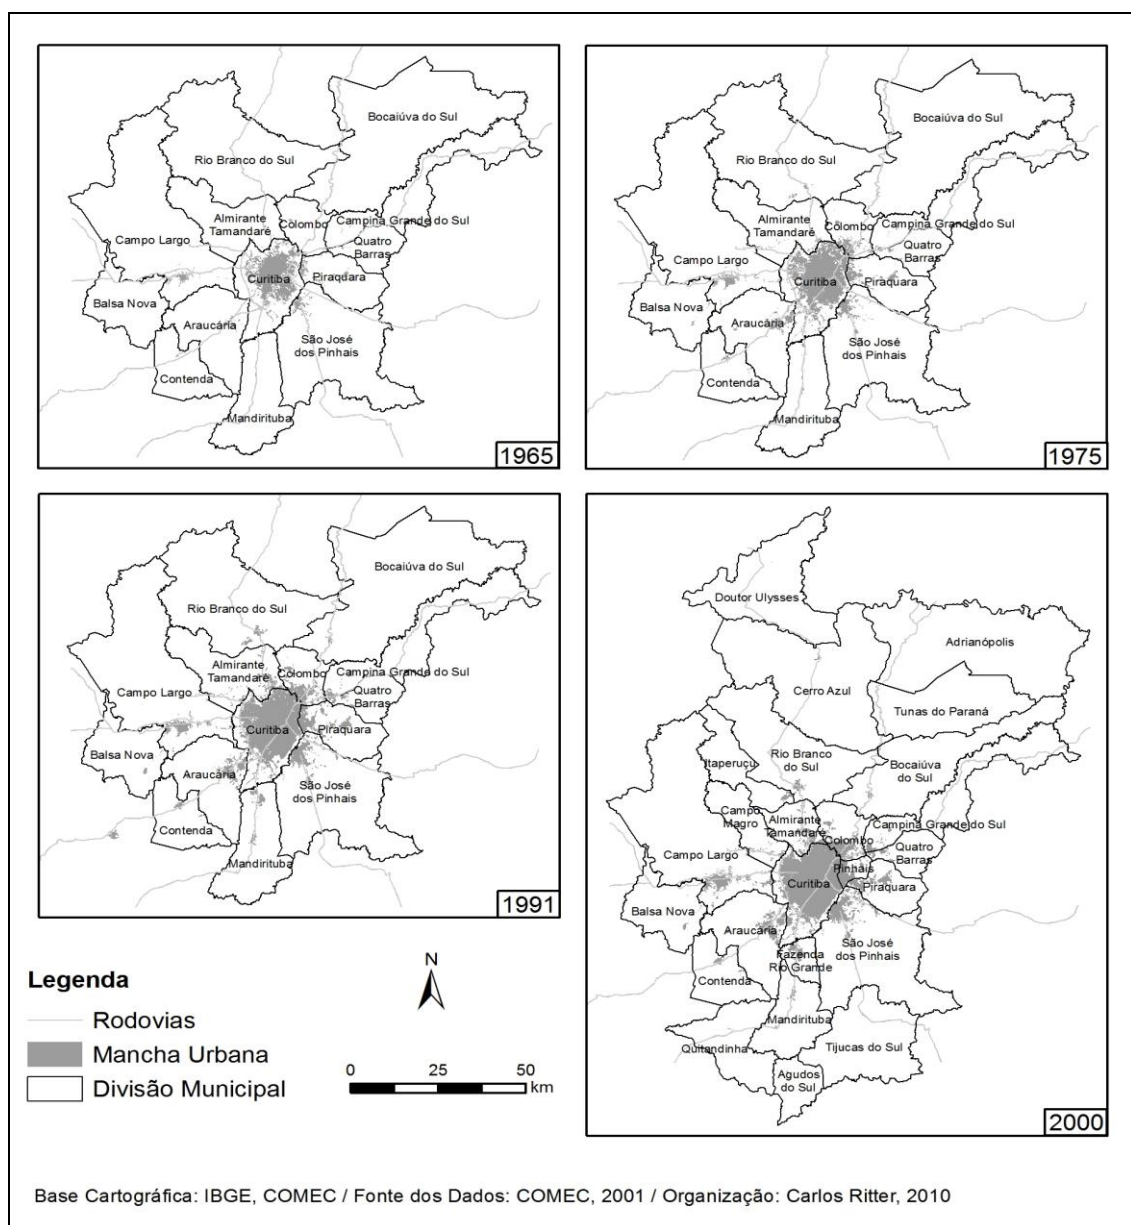 Bocaiúva do Sul
Rio Branco do Sul
Almirante
Tamandaré
Colombo
Campina Grande do Sul
Quatro
Barras
Campo Largo
Curitiba
Piraquara
Balsa Nova
Araucária
São José
dos Pinhais
Contenda
Mandirituba
1965
Bocaiúva do Sul
Rio Branco do Sul
Almirante
Tamandaré
Colombo
Campina Grande do Sul
Quatro
Barras
Campo Largo
Curitiba
Piraquara
Balsa Nova
Araucária
São José
dos Pinhais
Contenda
Mandirituba
1975
Bocaiúva do Sul
Rio Branco do Sul
Almirante
Tamandaré
Colombo
Campina Grande do Sul
Quatro
Barras
Campo Largo
Curitiba
Piraquara
Balsa Nova
Araucária
São José
dos Pinhais
Contenda
Mandirituba
1991
Doutor Ulysses
Adrianópolis
Cerro Azul
Tunas do Paraná
Itaperuçu
Rio Branco
do Sul
Bocaiúva
do Sul
Campo
Magro
Almirante
Tamandaré
Colombo
Campina Grande do Sul
Quatro
Barras
Campo Largo
Pinhais
Curitiba
Piraquara
Balsa Nova
Araucária
São José
dos Pinhais
Fazenda
Rio Grande
Contenda
Mandirituba
Quitandinha
Tijucas do Sul
Agudos
do Sul
2000
Legenda
Rodovias
Mancha Urbana
Divisão Municipal
N
0 25 50
km
Base Cartográfica: IBGE, COMEC / Fonte dos Dados: COMEC, 2001 / Organização: Carlos Ritter, 2010